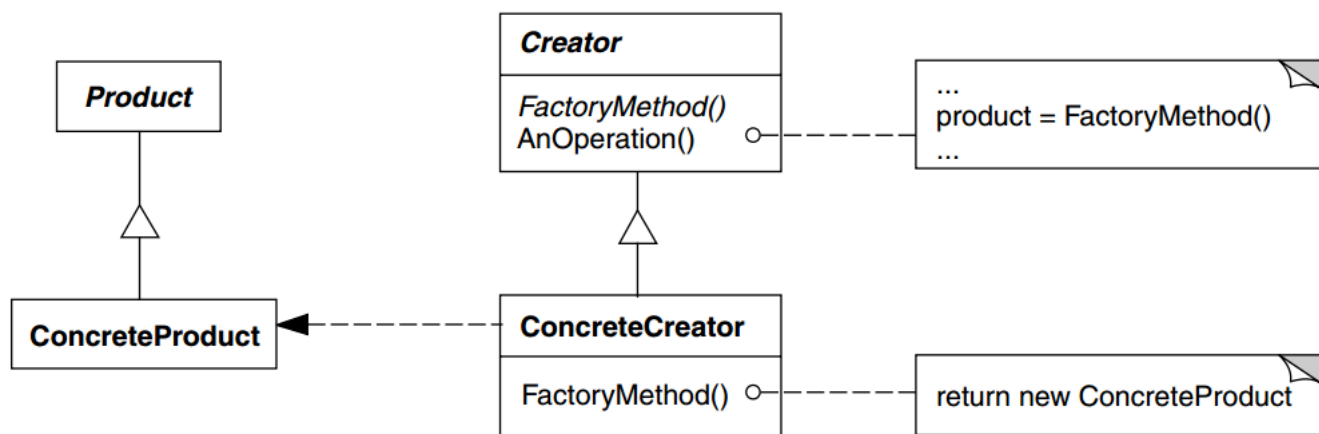 Product
ConcreteProduct
Creator
FactoryMethod()
AnOperation()
...
product = FactoryMethod()
...
ConcreteCreator
FactoryMethod()
return new ConcreteProduct